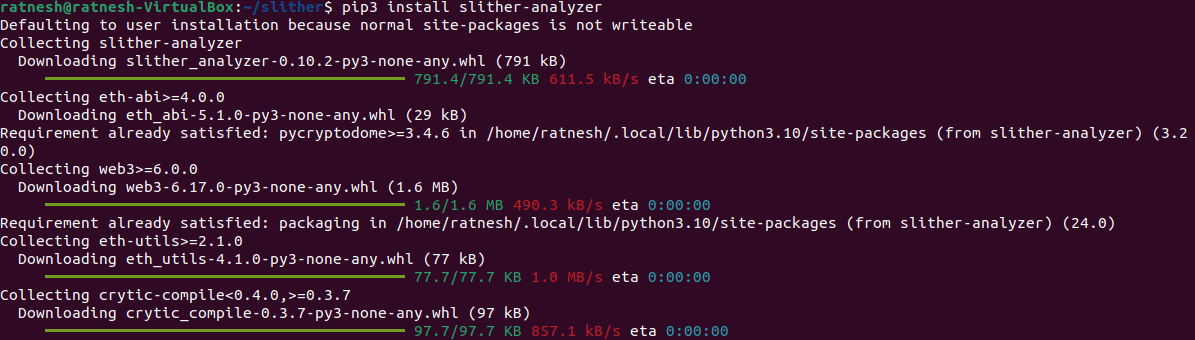 ratnesh@ratnesh-VirtualBox:~/slither$ pip3 install slither-analyzer
Defaulting to user installation because normal site-packages is not writeable
Collecting slither-analyzer
  Downloading slither_analyzer-0.10.2-py3-none-any.whl (791 kB)
791.4/791.4 KB 611.5 kB/s eta 0:00:00
Collecting eth-abi>=4.0.0
  Downloading eth_abi-5.1.0-py3-none-any.whl (29 kB)
Requirement already satisfied: pycryptodome>=3.4.6 in /home/ratnesh/.local/lib/python3.10/site-packages (from slither-analyzer) (3.2
0.0)
Collecting web3>=6.0.0
  Downloading web3-6.17.0-py3-none-any.whl (1.6 MB)
1.6/1.6 MB 490.3 kB/s eta 0:00:00
Requirement already satisfied: packaging in /home/ratnesh/.local/lib/python3.10/site-packages (from slither-analyzer) (24.0)
Collecting eth-utils>=2.1.0
  Downloading eth_utils-4.1.0-py3-none-any.whl (77 kB)
77.7/77.7 KB 1.0 MB/s eta 0:00:00
Collecting crytic-compile<0.4.0,>=0.3.7
  Downloading crytic_compile-0.3.7-py3-none-any.whl (97 kB)
97.7/97.7 KB 857.1 kB/s eta 0:00:00